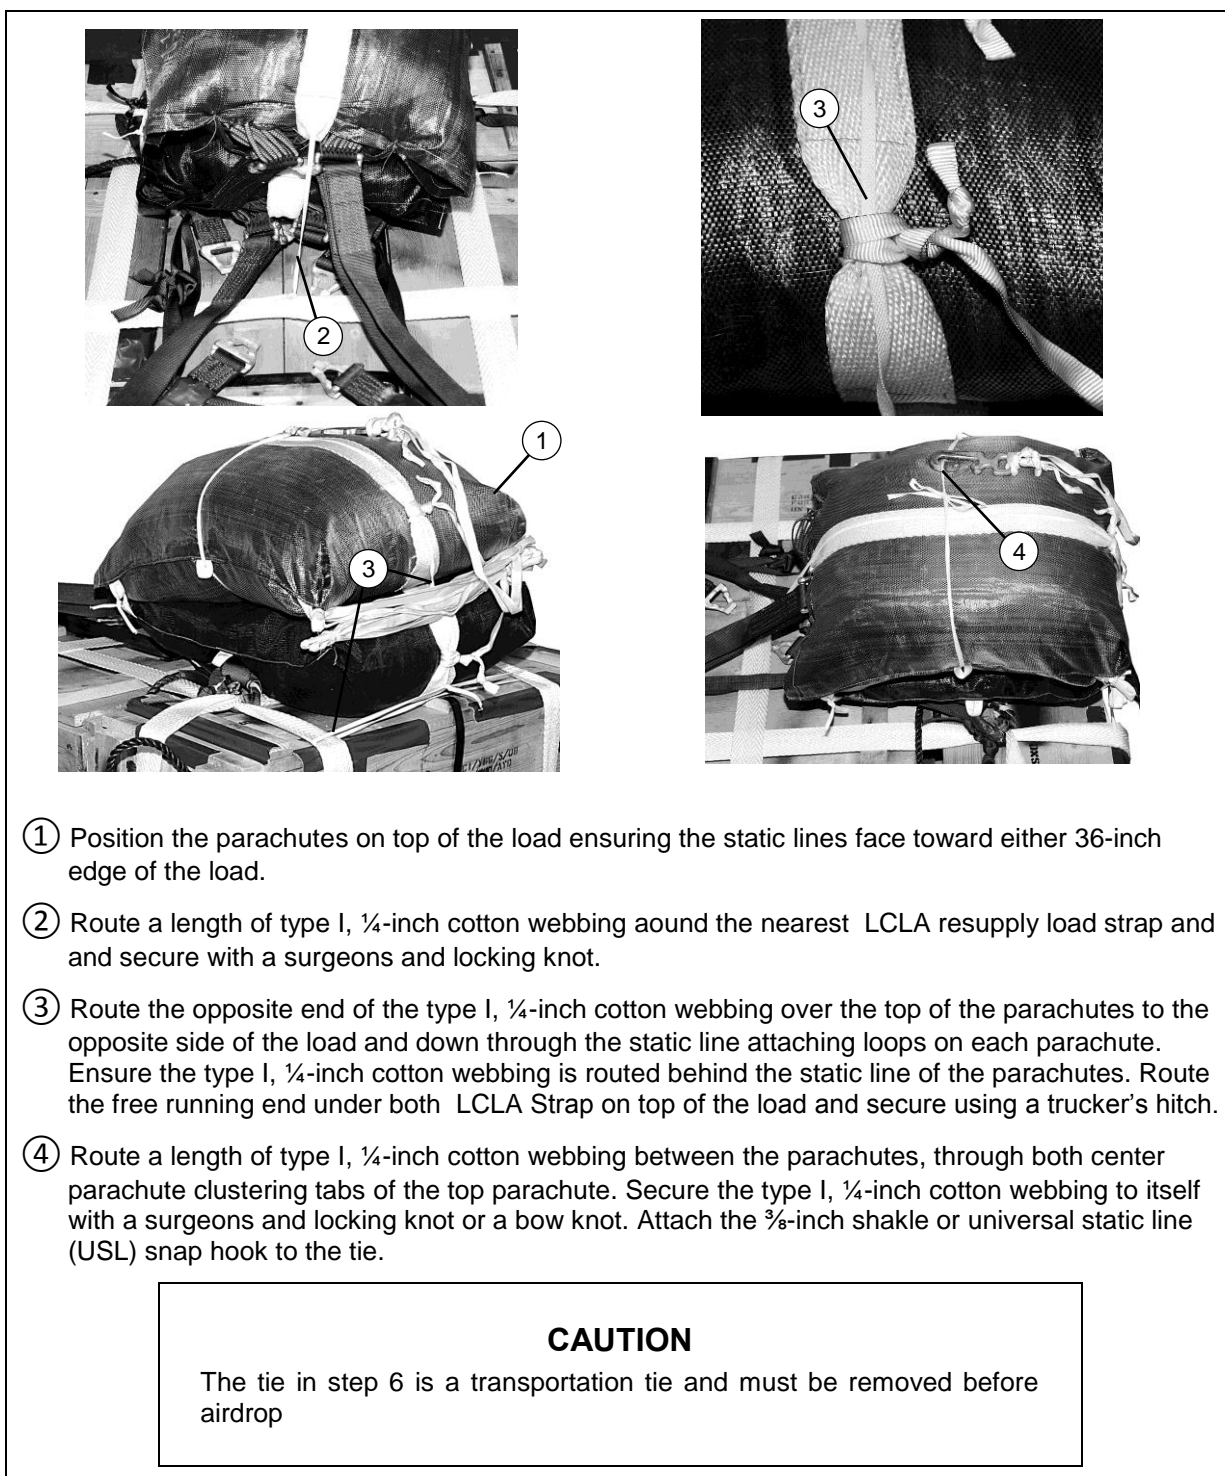 3
2
1
3
4
① Position the parachutes on top of the load ensuring the static lines face toward either 36-inch
edge of the load.
② Route a length of type I, ¼-inch cotton webbing aound the nearest LCLA resupply load strap and
and secure with a surgeons and locking knot.
③ Route the opposite end of the type I, ¼-inch cotton webbing over the top of the parachutes to the
opposite side of the load and down through the static line attaching loops on each parachute.
Ensure the type I, ¼-inch cotton webbing is routed behind the static line of the parachutes. Route
the free running end under both LCLA Strap on top of the load and secure using a trucker's hitch.
④ Route a length of type I, ¼-inch cotton webbing between the parachutes, through both center
parachute clustering tabs of the top parachute. Secure the type I, ¼-inch cotton webbing to itself
with a surgeons and locking knot or a bow knot. Attach the ⅜-inch shakle or universal static line
(USL) snap hook to the tie.
CAUTION
The tie in step 6 is a transportation tie and must be removed before
airdrop